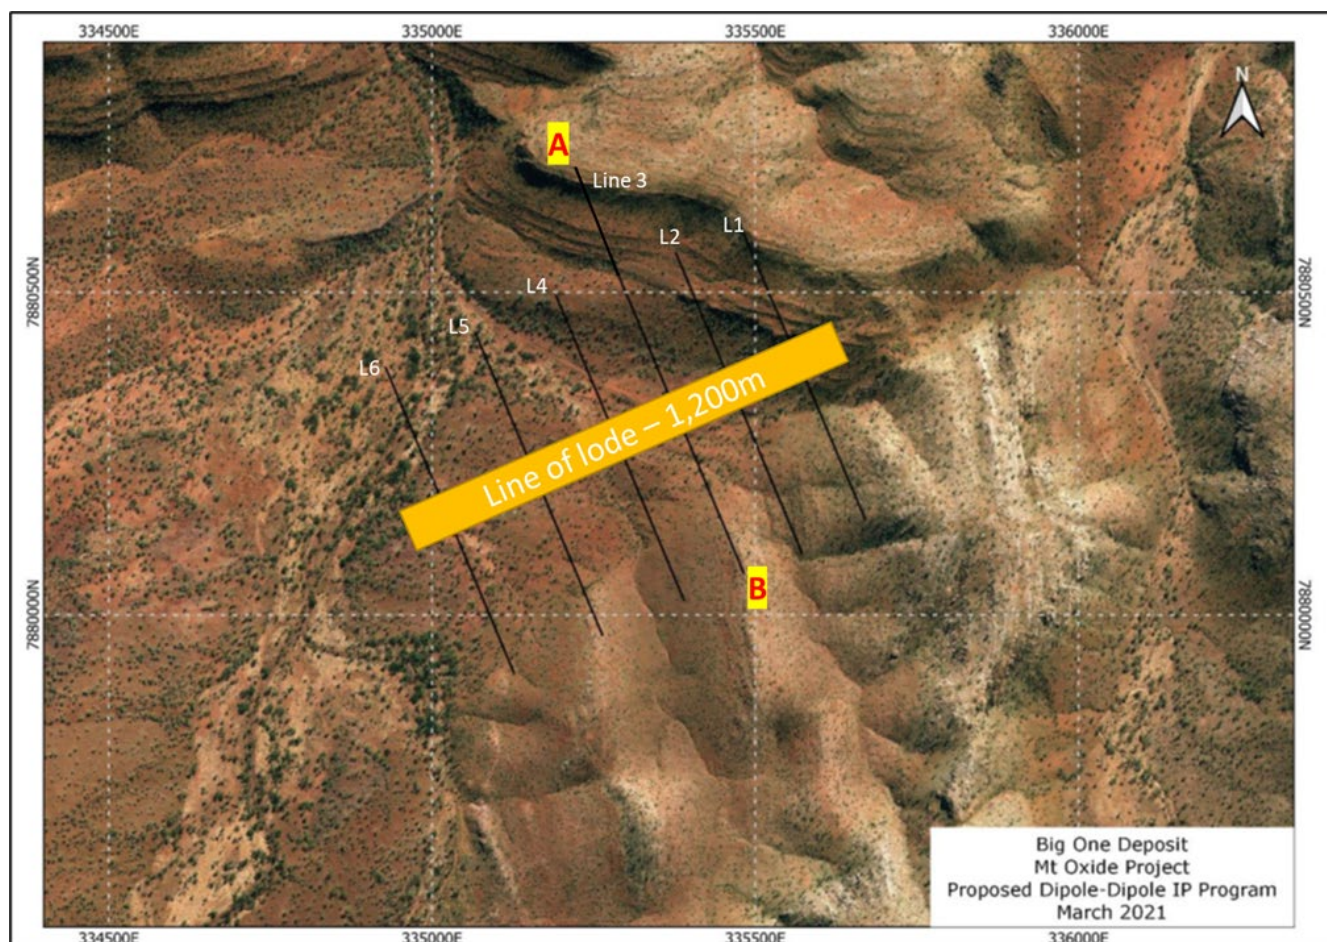 334500E
335000E
335500E
336000E
N
A
Line 3
L1
L2
7880500N
7880500N
L4
L5
L6
Line of lode – 1,200m
B
7880000N
7880000N
Big One Deposit
Mt Oxide Project
Proposed Dipole-Dipole IP Program
March 2021
334500E
335000E
335500E
336000E